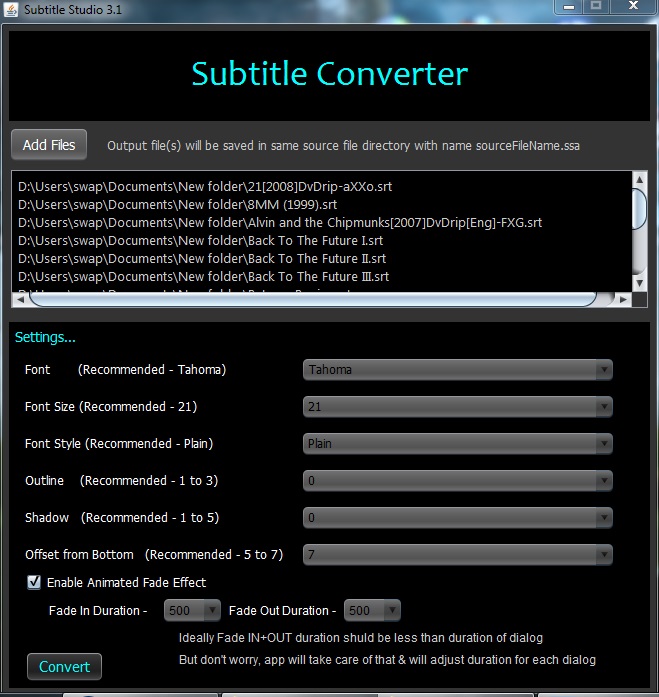 Subtitle Studio 3.1
Subtitle Converter
Add Files Output file(s) will be saved in same source file directory with name sourceFileName.ssa
D:\Users\swap\Documents\New folder\21[2008]DvDrip-aXXo.srt
D:\Users\swap\Documents\New folder\8MM (1999).srt
D:\Users\swap\Documents\New folder\Alvin and the Chipmunks[2007]DvDrip[Eng]-FXG.srt
D:\Users\swap\Documents\New folder\Back To The Future I.srt
D:\Users\swap\Documents\New folder\Back To The Future II.srt
D:\Users\swap\Documents\New folder\Back To The Future III.srt
Settings...
Font (Recommended - Tahoma) Tahoma
Font Size (Recommended - 21) 21
Font Style (Recommended - Plain) Plain
Outline (Recommended - 1 to 3) 0
Shadow (Recommended - 1 to 5) 0
Offset from Bottom (Recommended - 5 to 7) 7
Enable Animated Fade Effect
Fade In Duration - 500 Fade Out Duration - 500
Ideally Fade IN+OUT duration shuld be less than duration of dialog
But don't worry, app will take care of that & will adjust duration for each dialog
Convert